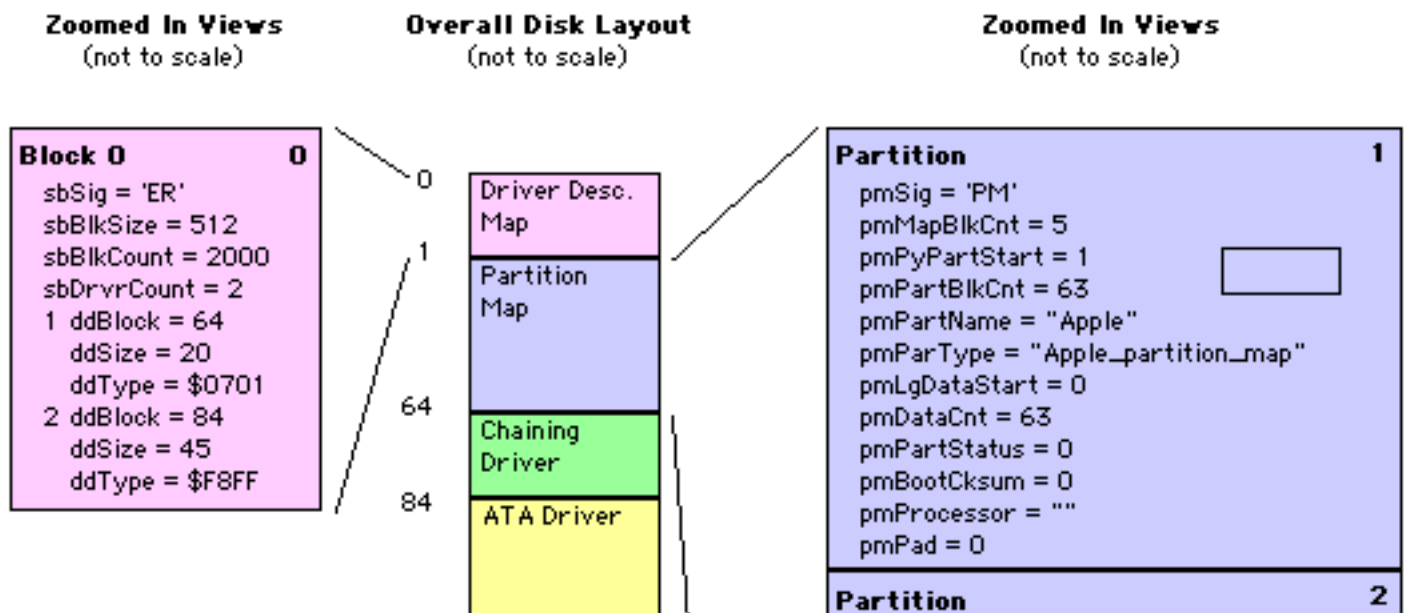 Zoomed In Views
(not to scale)
Overall Disk Layout
(not to scale)
Zoomed In Views
(not to scale)
Block 0 0
sbSig = 'ER'
sbBlkSize = 512
sbBlkCount = 2000
sbDrvrCount = 2
1 ddBlock = 64
ddSize = 20
ddType = $0701
2 ddBlock = 84
ddSize = 45
ddType = $F8FF
0
Driver Desc.
Map
1
Partition
Map
64
Chaining
Driver
84
ATA Driver
Partition 1
pmSig = 'PM'
pmMapBlkCnt = 5
pmPyPartStart = 1
pmPartBlkCnt = 63
pmPartName = "Apple"
pmParType = "Apple_partition_map"
pmLgDataStart = 0
pmDataCnt = 63
pmPartStatus = 0
pmBootCksum = 0
pmProcessor = ""
pmPad = 0
Partition 2